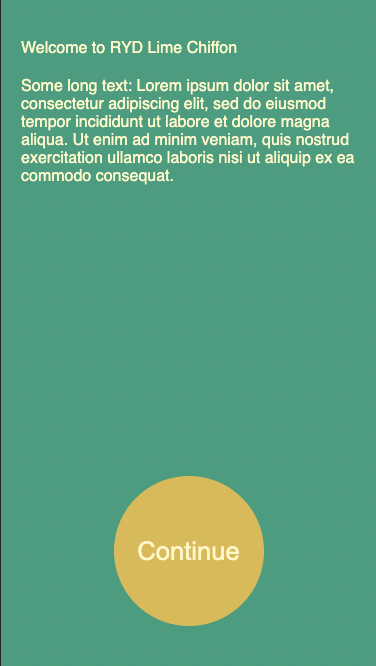 Welcome to RYD Lime Chiffon
Some long text: Lorem ipsum dolor sit amet,
consectetur adipiscing elit, sed do eiusmod
tempor incididunt ut labore et dolore magna
aliqua. Ut enim ad minim veniam, quis nostrud
exercitation ullamco laboris nisi ut aliquip ex ea
commodo consequat.
Continue